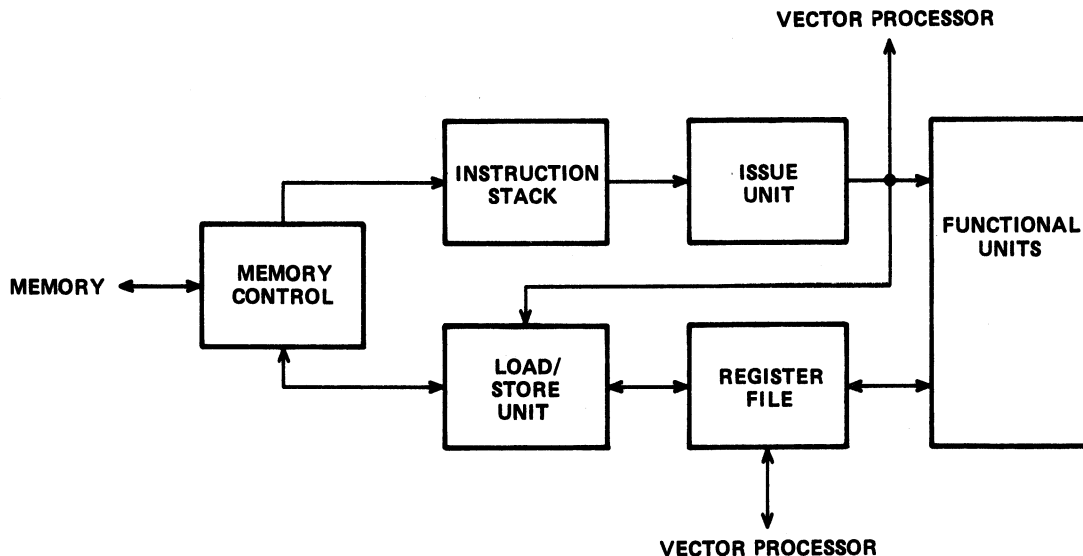 VECTOR PROCESSOR
INSTRUCTION
STACK
ISSUE
UNIT
FUNCTIONAL
UNITS
MEMORY
MEMORY
CONTROL
LOAD/
STORE
UNIT
REGISTER
FILE
VECTOR PROCESSOR